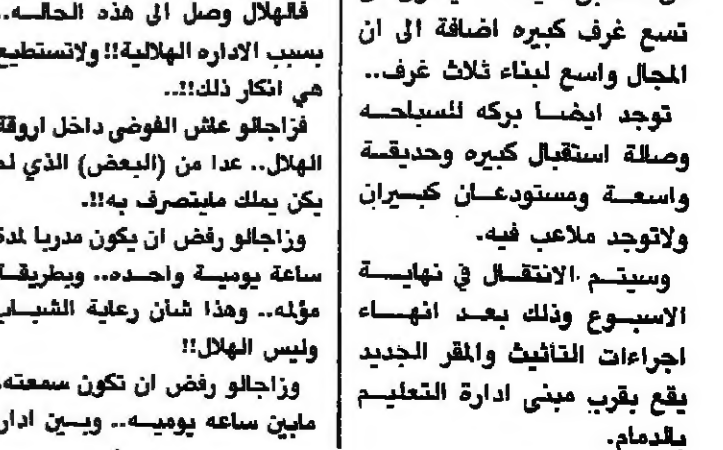 تسع غرف كبيره اضافة الى ان
المجال واسع لبناء ثلاث غرف..
توجد ايضا بركه للسباحه
وصالة استقبال كبيره وحديقة
واسعة ومستودعان كبيران
ولاتوجد ملاعب فيه.
وسيتم الانتقال في نهاية
الاسبوع وذلك بعد انهاء
اجراءات التأثيث والمقر الجديد
يقع بقرب مبنى ادارة التعليم
بالدمام.
فالهلال وصل الى هذه الحاله..
بسبب الاداره الهلالية!! ولاتستطيع
هي انكار ذلك!!..
فزاجالو عاش الفوضى داخل اروقة
الهلال.. عدا من (البعض) الذي لم
يكن يملك مايتصرف به!!.
وزاجالو رفض ان يكون مدربا لمدة
ساعة يومية واحده.. وبطريقة
مؤلمه.. وهذا شأن رعاية الشباب
وليس الهلال!!
وزاجالو رفض ان تكون سمعته
مابين ساعه يوميه.. وبين ادار